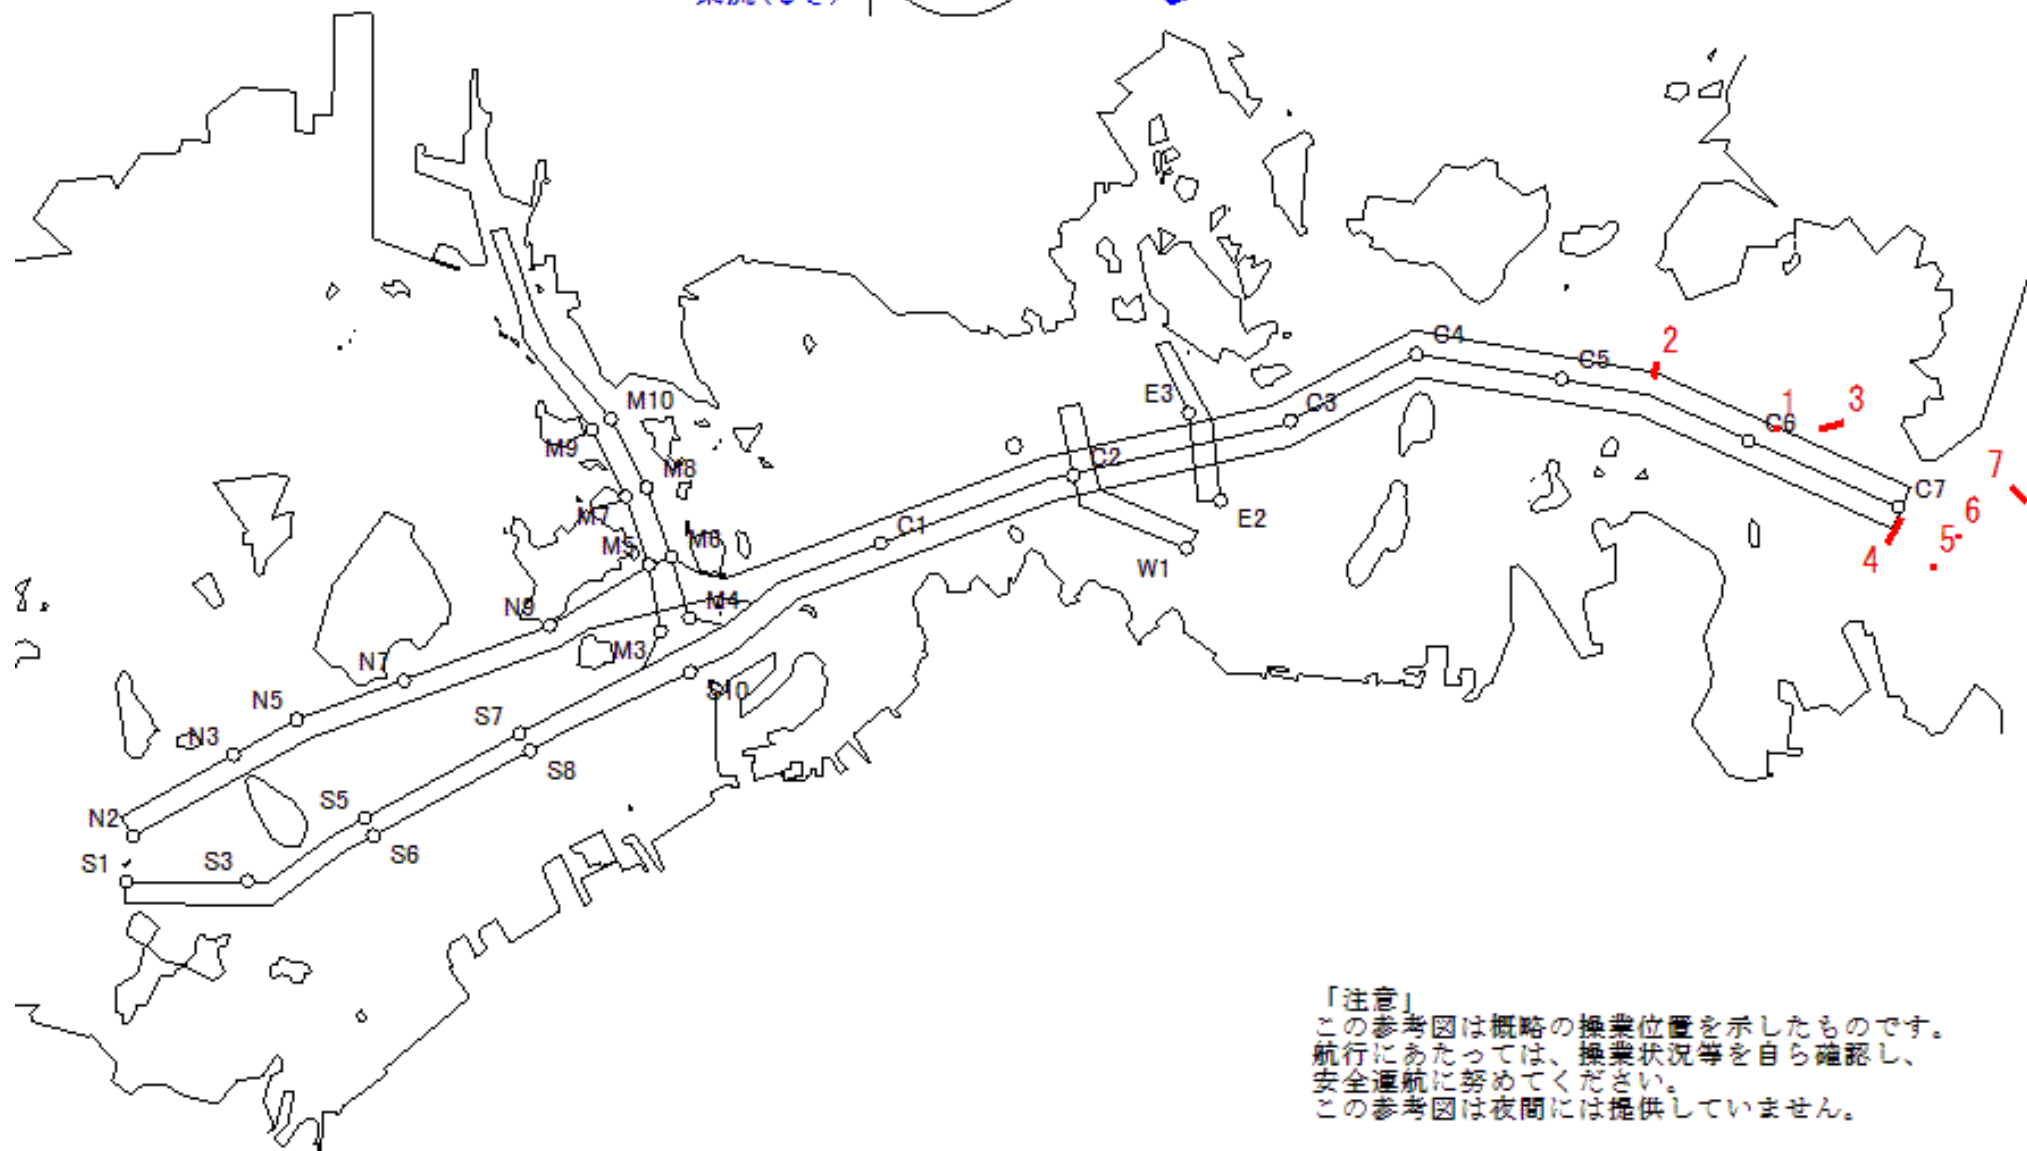 C4
2
C5
E3
M10
C3
1
C6
3
M9
M8
C2
7
C7
E2
6
M7
C1
M6
M5
5
4
W1
N9
M4
M3
N7
S10
N5
S7
N3
S8
S5
N2
S6
S1
S3
「注意」
この参考図は概略の操業位置を示したものです。
航行にあたっては、操業状況等を自ら確認し、
安全運航に努めてください。
この参考図は夜間には提供していません。